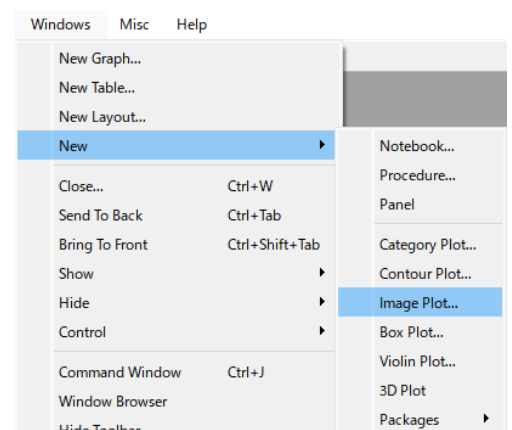 Windows Misc Help
New Graph...
New Table...
New Layout...
New
Close... Ctrl+W
Send To Back Ctrl+Tab
Bring To Front Ctrl+Shift+Tab
Show
Hide
Control
Command Window Ctrl+J
Window Browser
Hide Toolbar
Notebook...
Procedure...
Panel
Category Plot...
Contour Plot...
Image Plot...
Box Plot...
Violin Plot...
3D Plot
Packages